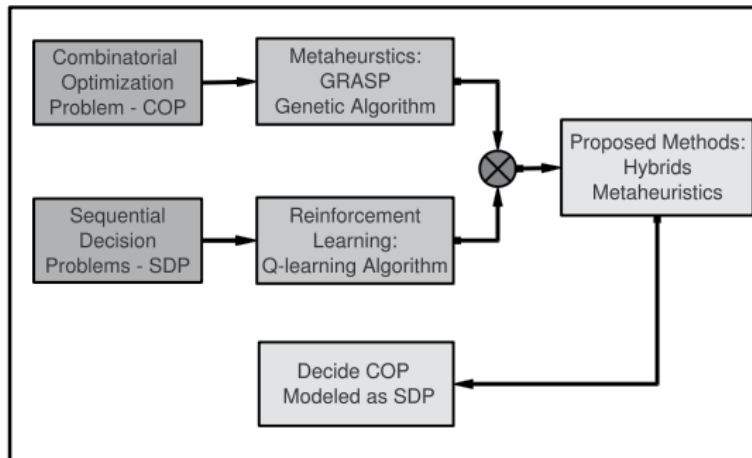 Combinatorial
Optimization
Problem - COP
Metaheurstics:
GRASP
Genetic Algorithm
Proposed Methods:
Hybrids
Metaheuristics
Sequential
Decision
Problems - SDP
Reinforcement
Learning:
Q-learning Algorithm
Decide COP
Modeled as SDP